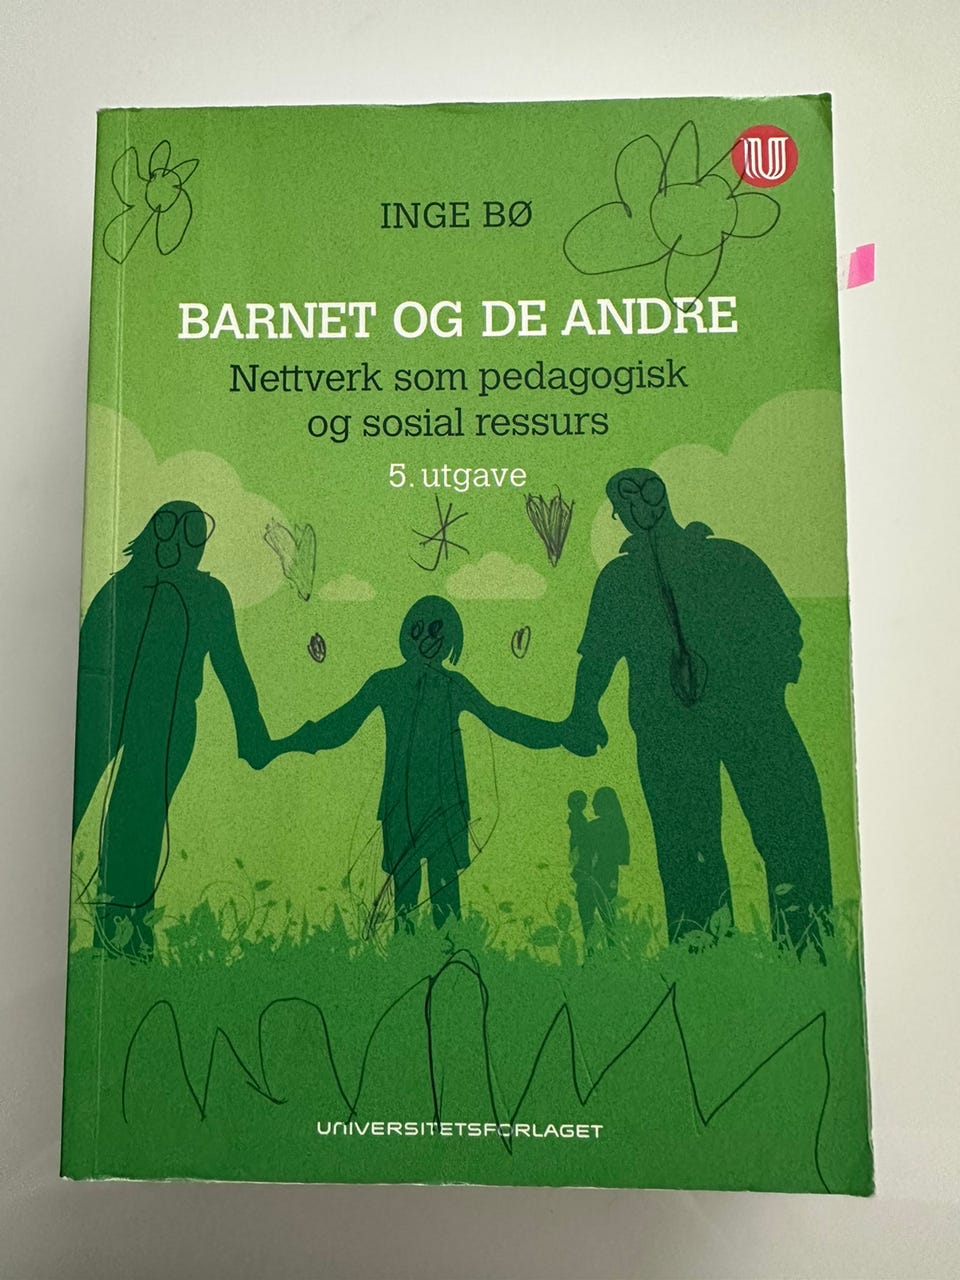 INGE BØ
BARNET OG DE ANDRE
Nettverk som pedagogisk
og sosial ressurs
5. utgave
UNIVERSITETSFORLAGET